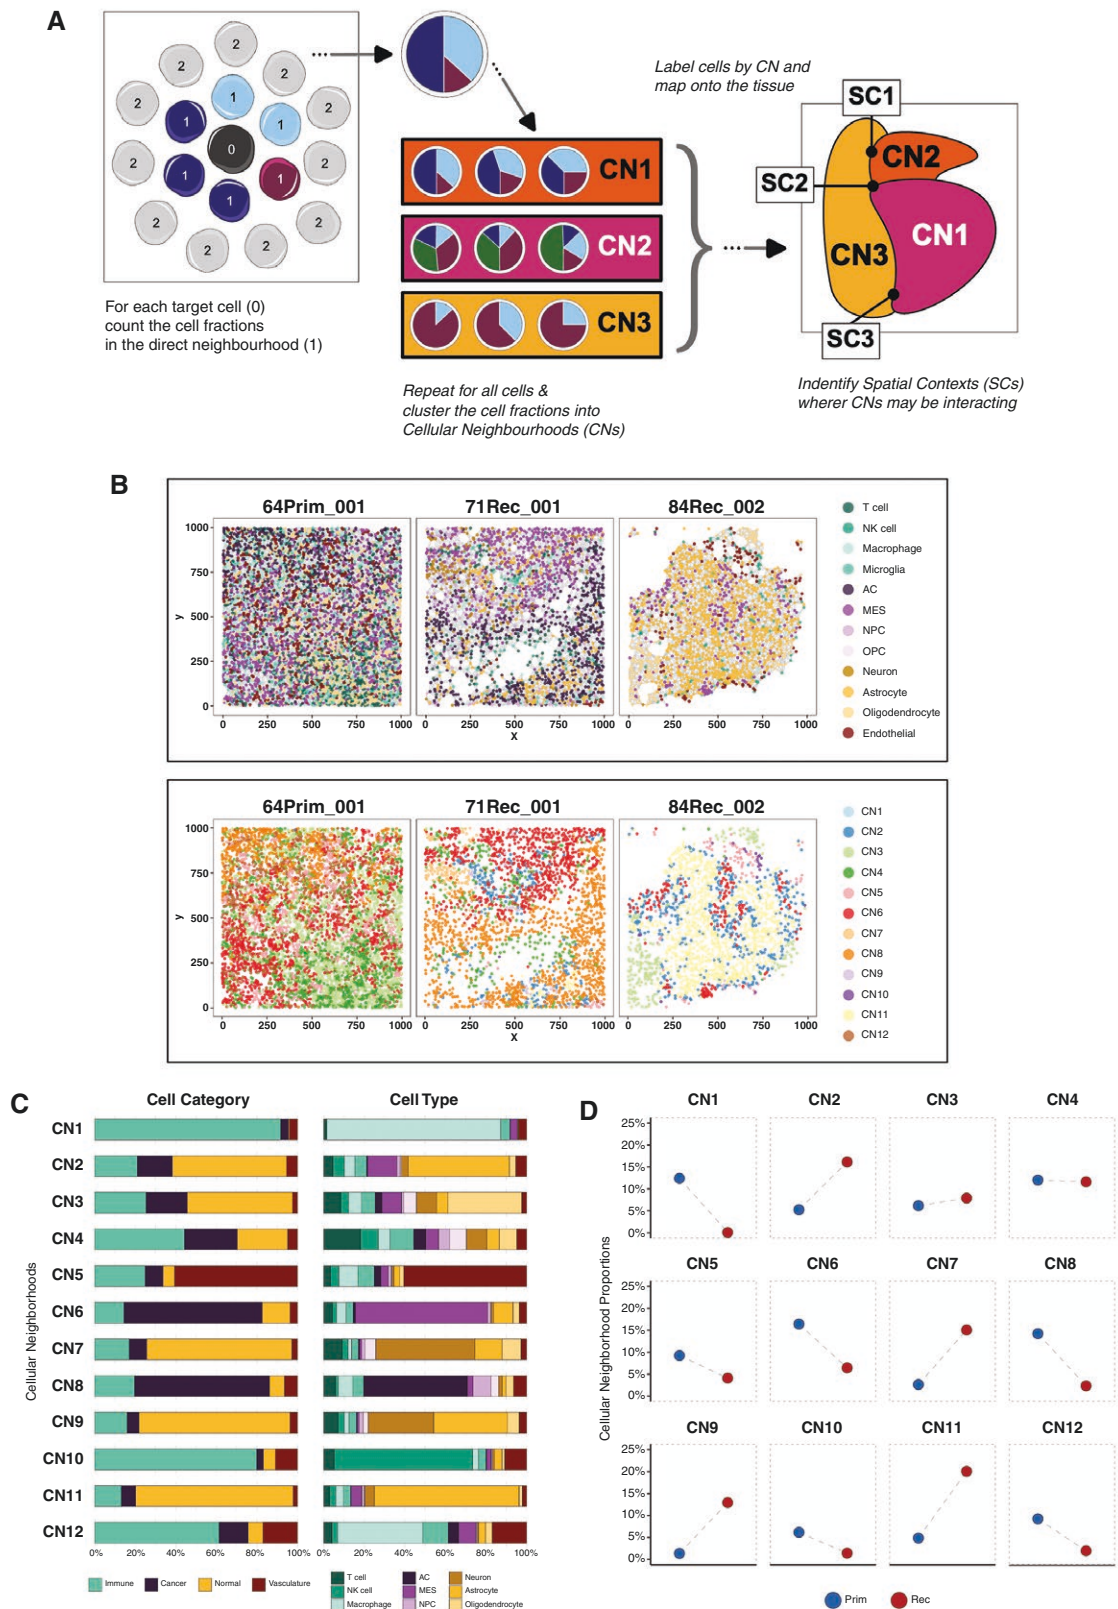 A
2
2
2
2
1
2
1
1
0
2
2
1
1
1
2
2
2
2
For each target cell (0)
count the cell fractions
in the direct neighbourhood (1)
CN1
CN2
CN3
Repeat for all cells &
cluster the cell fractions into
Cellular Neighbourhoods (CNs)
Label cells by CN and
map onto the tissue
SC1
CN2
SC2
CN1
CN3
SC3
Indentify Spatial Contexts (SCs)
wherer CNs may be interacting
B
64Prim_001
71Rec_001
84Rec_002
1000
750
500
250
0
y
0 250 500 750 1000
0 250 500 750 1000
0 250 500 750 1000
X
T cell
NK cell
Macrophage
Microglia
AC
MES
NPC
OPC
Neuron
Astrocyte
Oligodendrocyte
Endothelial
64Prim_001
71Rec_001
84Rec_002
1000
750
500
250
0
y
0 250 500 750 1000
0 250 500 750 1000
0 250 500 750 1000
X
CN1
CN2
CN3
CN4
CN5
CN6
CN7
CN8
CN9
CN10
CN11
CN12
C
Cell Category
Cell Type
Cellular Neighborhoods
CN1
CN2
CN3
CN4
CN5
CN6
CN7
CN8
CN9
CN10
CN11
CN12
0% 20% 40% 60% 80% 100%
0% 20% 40% 60% 80% 100%
Immune
Cancer
Normal
Vasculature
T cell
NK cell
Macrophage
AC
MES
NPC
Neuron
Astrocyte
Oligodendrocyte
D
Cellular Neighborhood Proportions
CN1
CN2
CN3
CN4
25%
20%
15%
10%
5%
0%
CN5
CN6
CN7
CN8
25%
20%
15%
10%
5%
0%
CN9
CN10
CN11
CN12
25%
20%
15%
10%
5%
0%
Prim
Rec